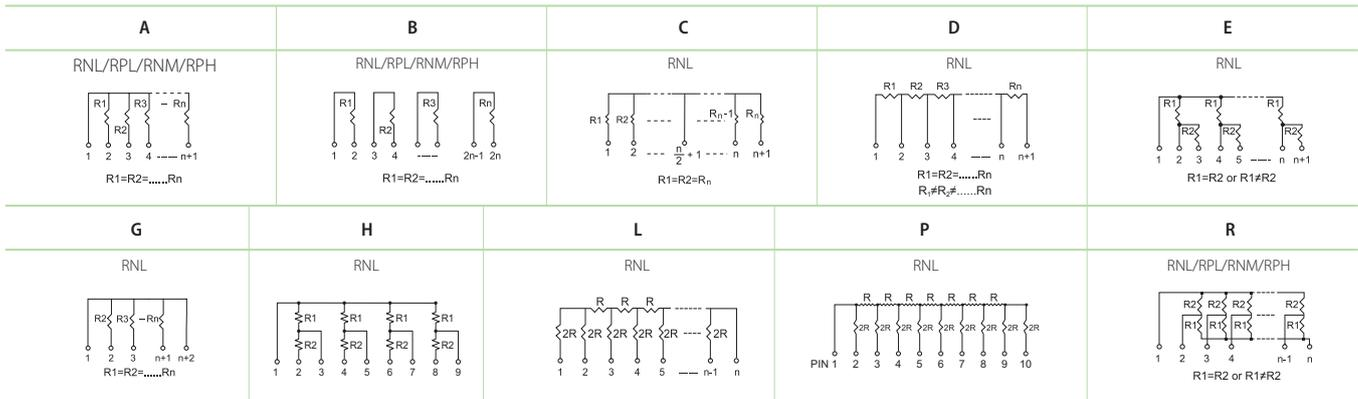 A B C D E
RNL/RPL/RNM/RPH RNL/RPL/RNM/RPH RNL RNL RNL
R1 R2 R3 Rn
1 2 3 4 n+1
R1=R2=......Rn
R1 R2 R3 Rn
1 2 3 4 2n-1 2n
R1=R2=......Rn
R1 R2 Rn-1 Rn
1 2 n/2 + 1 n n+1
R1=R2=Rn
R1 R2 R3 Rn
1 2 3 4 n n+1
R1=R2=......Rn
R1≠R2≠......Rn
R1 R1 R1
R2 R2 R2
1 2 3 4 5 n n+1
R1=R2 or R1≠R2
G H L P R
RNL RNL RNL RNL RNL/RPL/RNM/RPH
R2 R3 Rn
1 2 3 n+1 n+2
R1=R2=......Rn
R1 R1 R1 R1
R2 R2 R2 R2
1 2 3 4 5 6 7 8 9
R R R
2R 2R 2R 2R 2R 2R
1 2 3 4 5 n-1 n
R R R R R R R
2R 2R 2R 2R 2R 2R 2R 2R 2R
PIN 1 2 3 4 5 6 7 8 9 10
R2 R2 R2 R2
R1 R1 R1 R1
1 2 3 4 n-1 n
R1=R2 or R1≠R2